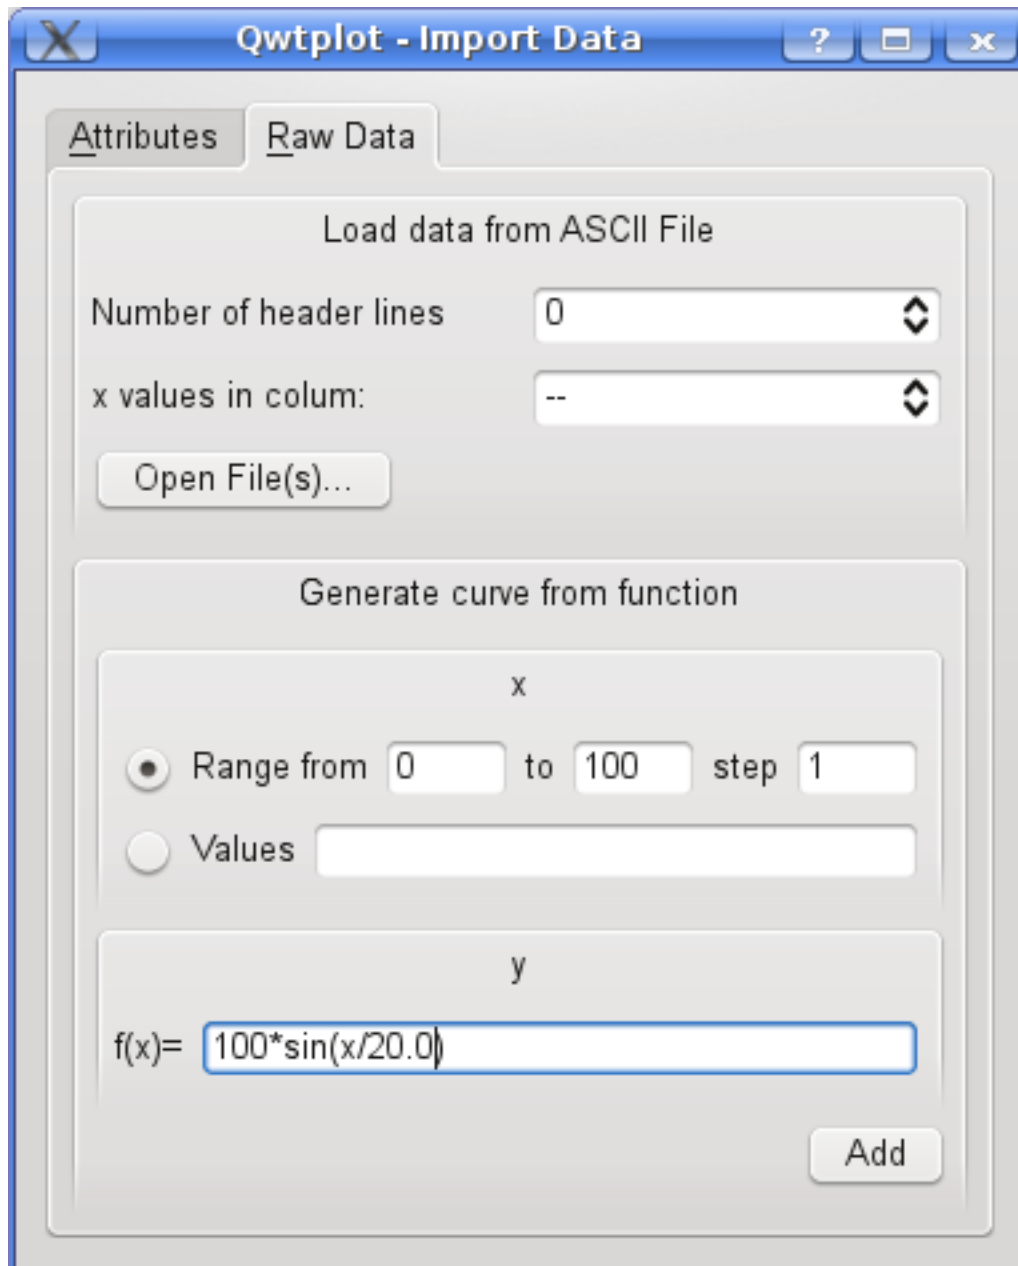 Qwtplot - Import Data
Attributes Raw Data
Load data from ASCII File
Number of header lines 0
x values in colum: --
Open File(s)...
Generate curve from function
x
Range from 0 to 100 step 1
Values
y
f(x)= 100*sin(x/20.0)
Add